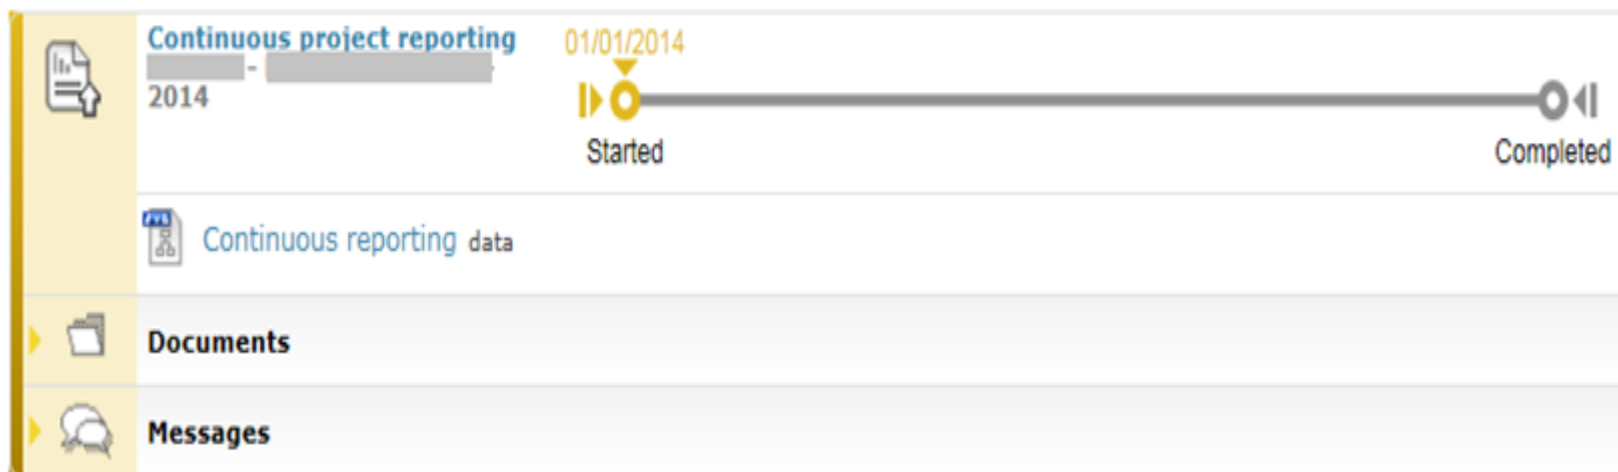 Continuous project reporting
-
2014
01/01/2014
Started
Completed
Continuous reporting data
Documents
Messages